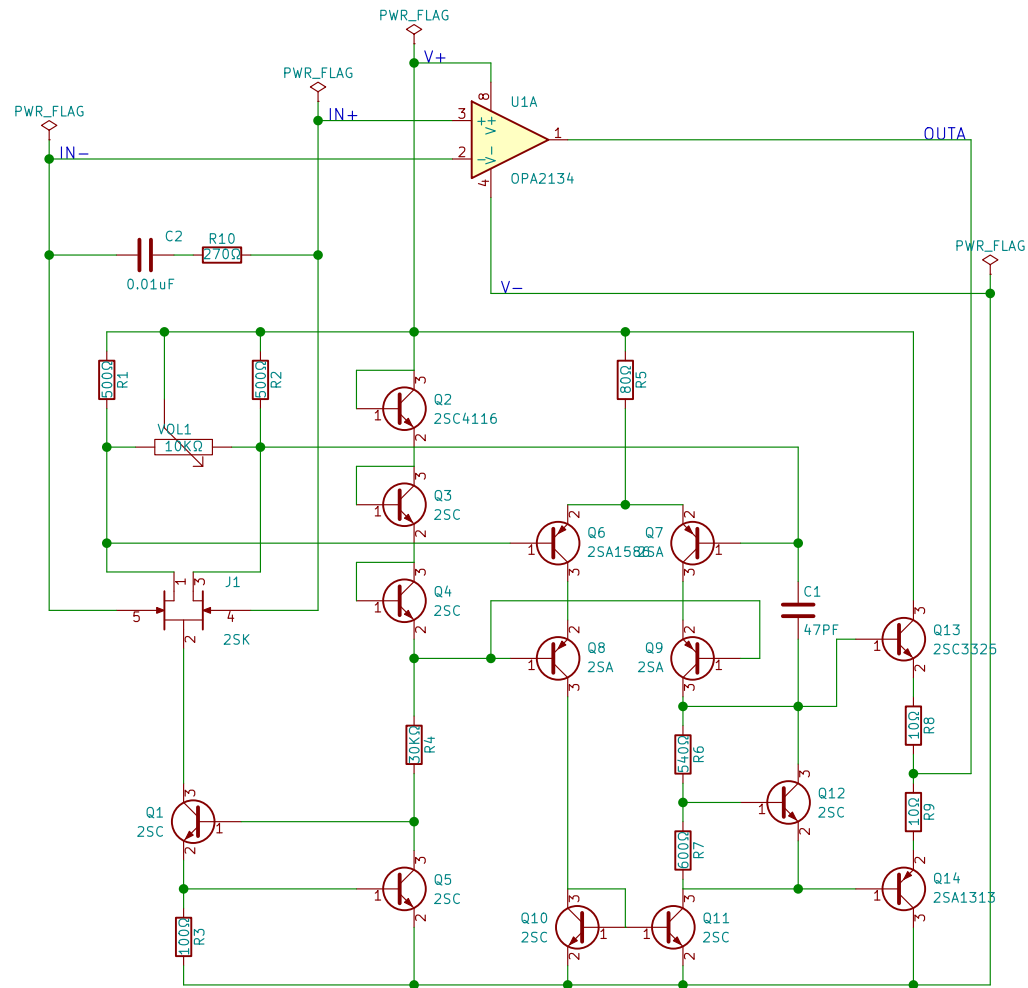 PWR_FLAG
V+
PWR_FLAG
PWR_FLAG
IN+
IN-
8
U1A
3
+
V+
1
OUTA
2
-
V-
4
OPA2134
C2
R10
270Ω
0.01uF
PWR_FLAG
V-
500Ω
R1
500Ω
R2
3
1
Q2
2SC4116
2
80Ω
R5
VOL1
10KΩ
3
1
Q3
2SC
2
2
Q6
2SA1586
1
3
2
Q7
2SA
1
3
3
1
Q4
2SC
2
C1
47PF
1
3
J1
5
4
2
2SK
2
Q8
2SA
1
3
2
Q9
2SA
1
3
3
Q13
2SC3325
1
2
30KΩ
R4
540Ω
R6
10Ω
R8
3
Q1
2SC
1
2
3
Q12
2SC
1
2
10Ω
R9
600Ω
R7
3
Q5
2SC
1
2
2
Q14
2SA1313
1
3
100Ω
R3
3
Q10
2SC
1
2
3
Q11
2SC
1
2